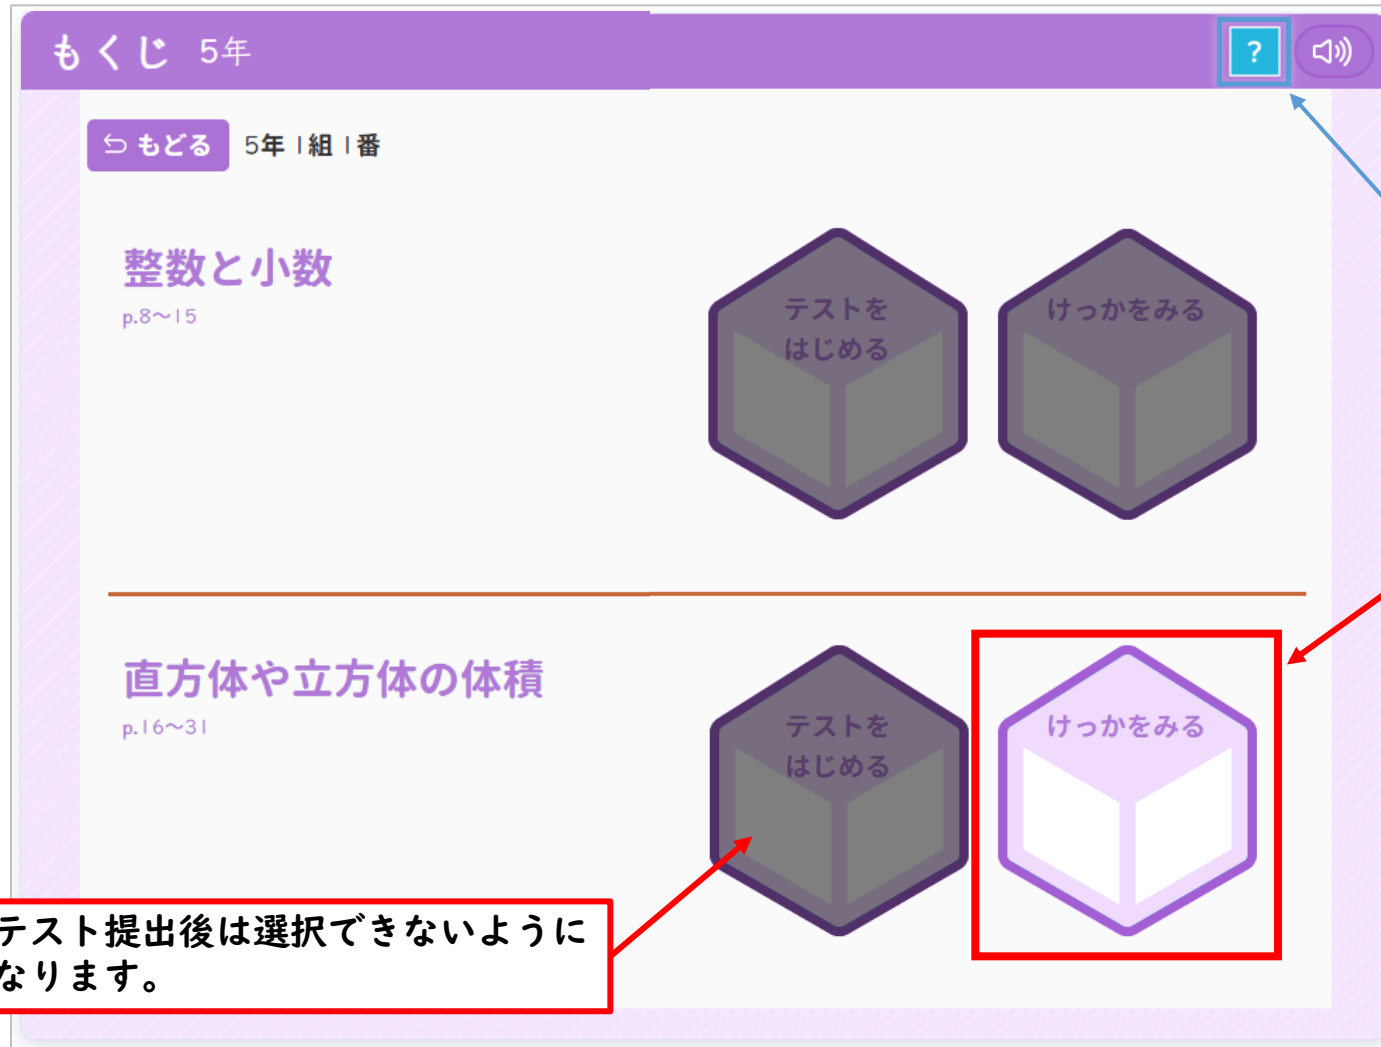 もくじ 5年
?
もどる 5年 1組 1番
整数と小数
p.8〜15
テストを
はじめる
けっかをみる
直方体や立方体の体積
p.16〜31
テストを
はじめる
けっかをみる
テスト提出後は選択できないように
なります。